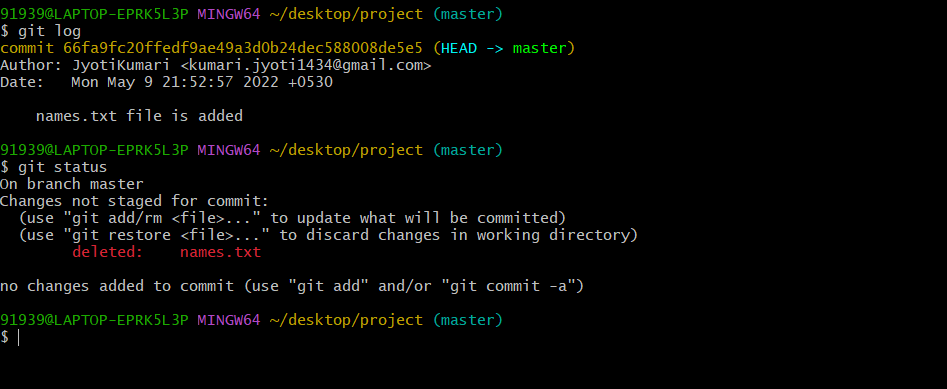 91939@LAPTOP-EPRK5L3P MINGW64 ~/desktop/project (master)
$ git log
commit 66fa9fc20ffedf9ae49a3d0b24dec588008de5e5 (HEAD -> master)
Author: JyotiKumari <kumari.jyoti1434@gmail.com>
Date:   Mon May 9 21:52:57 2022 +0530

    names.txt file is added

91939@LAPTOP-EPRK5L3P MINGW64 ~/desktop/project (master)
$ git status
On branch master
Changes not staged for commit:
  (use "git add/rm <file>..." to update what will be committed)
  (use "git restore <file>..." to discard changes in working directory)
        deleted:    names.txt

no changes added to commit (use "git add" and/or "git commit -a")

91939@LAPTOP-EPRK5L3P MINGW64 ~/desktop/project (master)
$